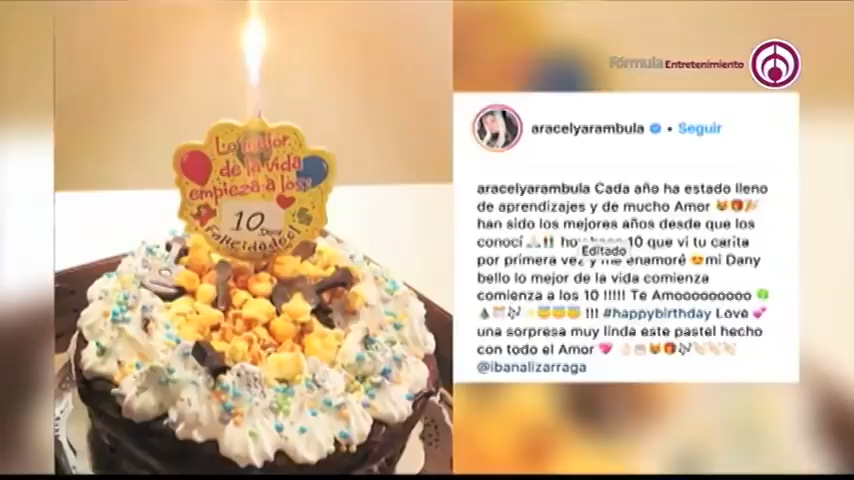 Fórmula Entretenimiento
Lo mejor
de la vida
empieza a los:
10
Dany
Felicidades!
aracelyarambula • Seguir
aracelyarambula Cada año ha estado lleno
de aprendizajes y de mucho Amor 😻🎁🎉
han sido los mejores años desde que los
conocí 🙏🏻‼️ 10 que vi tu carita
Editado
por primera vez y me enamoré 😍mi Dany
bello lo mejor de la vida comienza
comienza a los 10 !!!!! Te Amooooooooo
!!! #happybirthday Love 💕
una sorpresa muy linda este pastel hecho
con todo el Amor
@ibanalizarraga